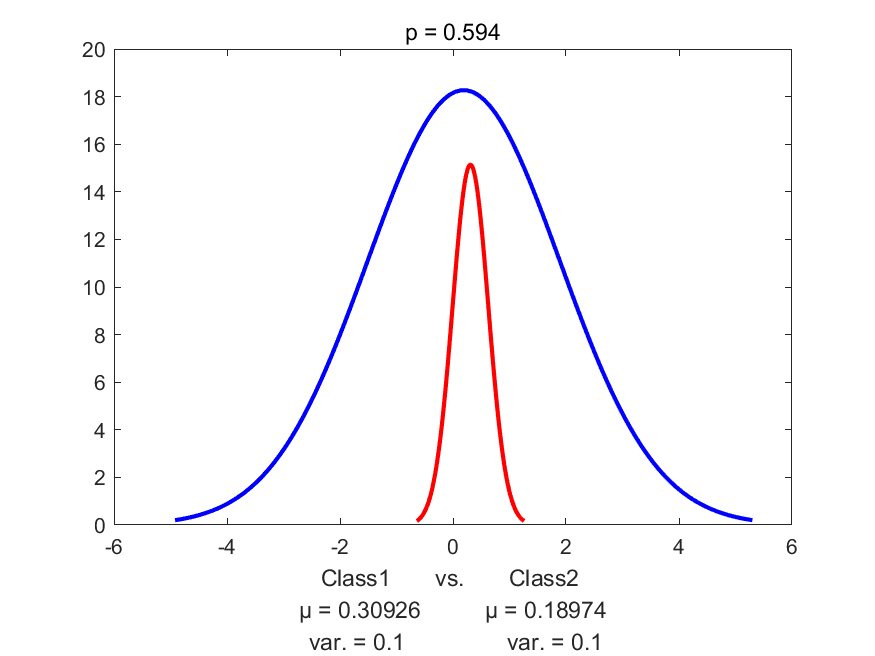 p = 0.594
20
18
16
14
12
10
8
6
4
2
0
-6 -4 -2 0 2 4 6
Class1 vs. Class2
μ = 0.30926 μ = 0.18974
var. = 0.1 var. = 0.1